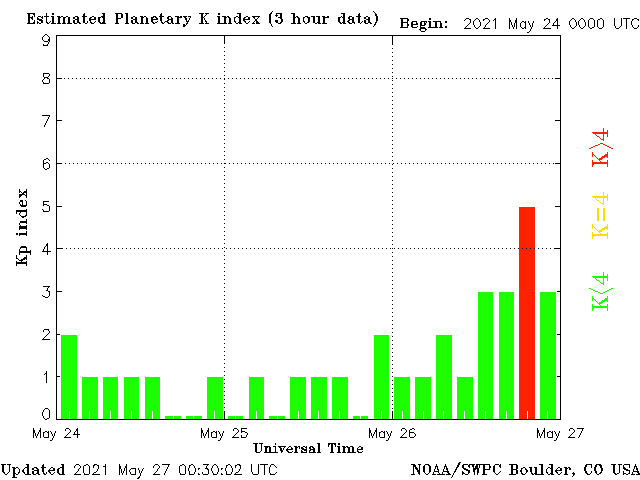 Estimated Planetary K index (3 hour data)
Begin: 2021 May 24 0000 UTC
9
8
7
6
5
4
3
2
1
0
Kp index
K>4
K=4
K<4
May 24
May 25
May 26
May 27
Universal Time
Updated 2021 May 27 00:30:02 UTC
NOAA/SWPC Boulder, CO USA